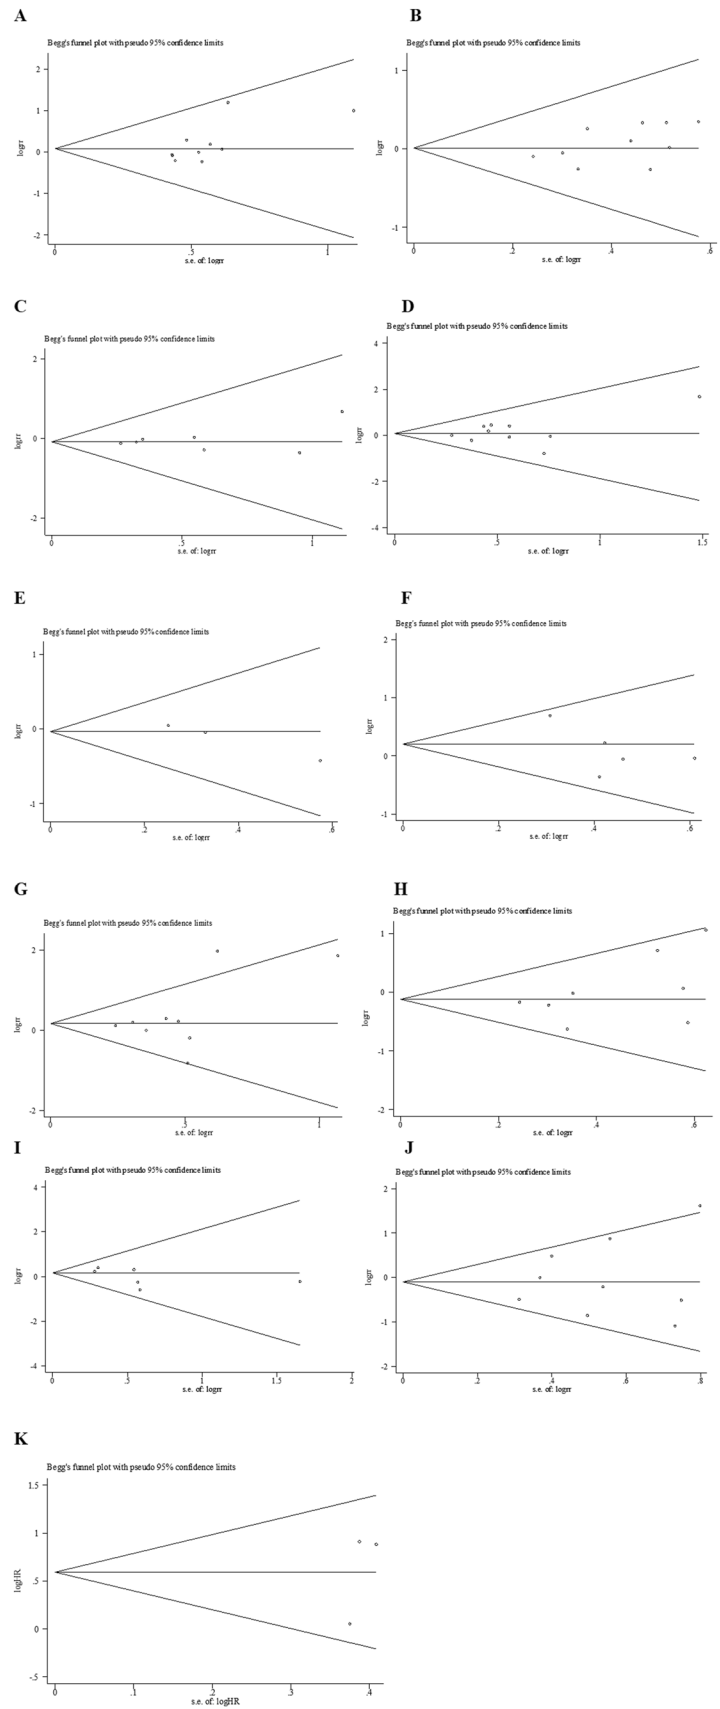 A
B
Begg's funnel plot with pseudo 95% confidence limits
Begg's funnel plot with pseudo 95% confidence limits
logrr
2
1
0
-1
-2
0
.5
1
s.e. of: logrr
logrr
1
0
-1
0
.2
.4
.6
s.e. of: logrr
C
D
Begg's funnel plot with pseudo 95% confidence limits
Begg's funnel plot with pseudo 95% confidence limits
logrr
2
0
-2
0
.5
1
s.e. of: logrr
logrr
4
2
0
-2
-4
0
.5
1
1.5
s.e. of: logrr
E
F
Begg's funnel plot with pseudo 95% confidence limits
Begg's funnel plot with pseudo 95% confidence limits
logrr
1
0
-1
0
.2
.4
.6
s.e. of: logrr
logrr
2
1
0
-1
0
.2
.4
.6
s.e. of: logrr
G
H
Begg's funnel plot with pseudo 95% confidence limits
Begg's funnel plot with pseudo 95% confidence limits
logrr
2
0
-2
0
.5
1
s.e. of: logrr
logrr
1
0
-1
-2
0
.2
.4
.6
s.e. of: logrr
I
J
Begg's funnel plot with pseudo 95% confidence limits
Begg's funnel plot with pseudo 95% confidence limits
logrr
4
2
0
-2
-4
0
.5
1
1.5
2
s.e. of: logrr
logrr
2
1
0
-1
-2
0
.2
.4
.6
.8
s.e. of: logrr
K
Begg's funnel plot with pseudo 95% confidence limits
logHR
1.5
1
.5
0
-.5
0
.1
.2
.3
.4
s.e. of: logHR